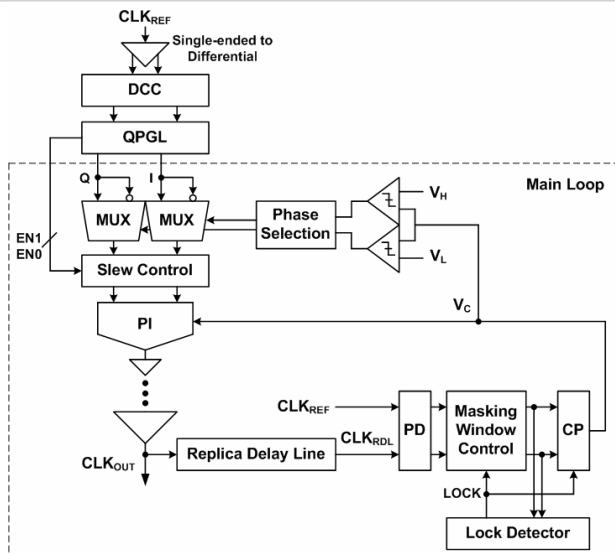 CLKREF
Single-ended to
Differential
DCC
QPGL
Main Loop
Q
I
VH
MUX
MUX
Phase
Selection
EN1
EN0
VL
Slew Control
VC
PI
CLKREF
PD
Masking
Window
Control
CP
CLKRDL
Replica Delay Line
CLKOUT
LOCK
Lock Detector